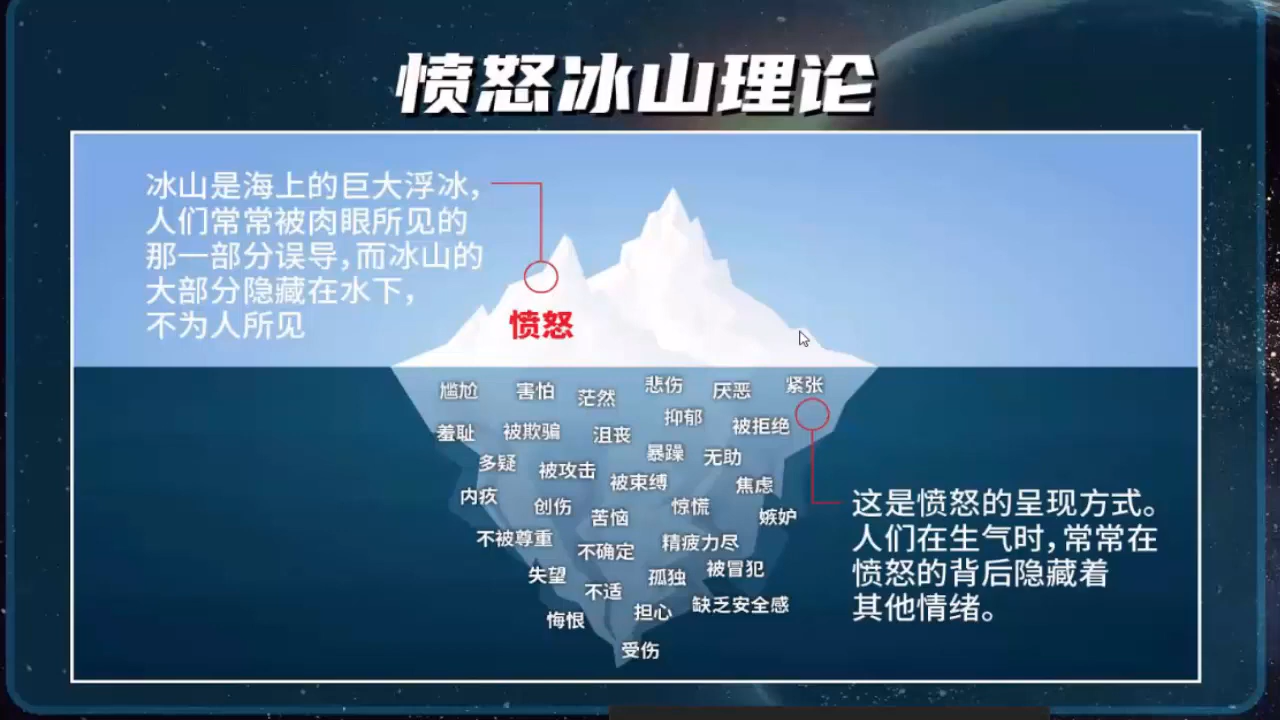 愤怒冰山理论
冰山是海上的巨大浮冰，
人们常常被肉眼所见的
那一部分误导，而冰山的
大部分隐藏在水下，
不为人所见
愤怒
尴尬 害怕 茫然 悲伤 厌恶 紧张
抑郁
羞耻 被欺骗 沮丧 被拒绝
暴躁 无助
多疑 被攻击 被束缚 焦虑
内疚 创伤 苦恼 惊慌 嫉妒
不被尊重 不确定 精疲力尽
失望 不适 孤独 被冒犯
悔恨 担心 缺乏安全感
受伤
这是愤怒的呈现方式。
人们在生气时，常常在
愤怒的背后隐藏着
其他情绪。